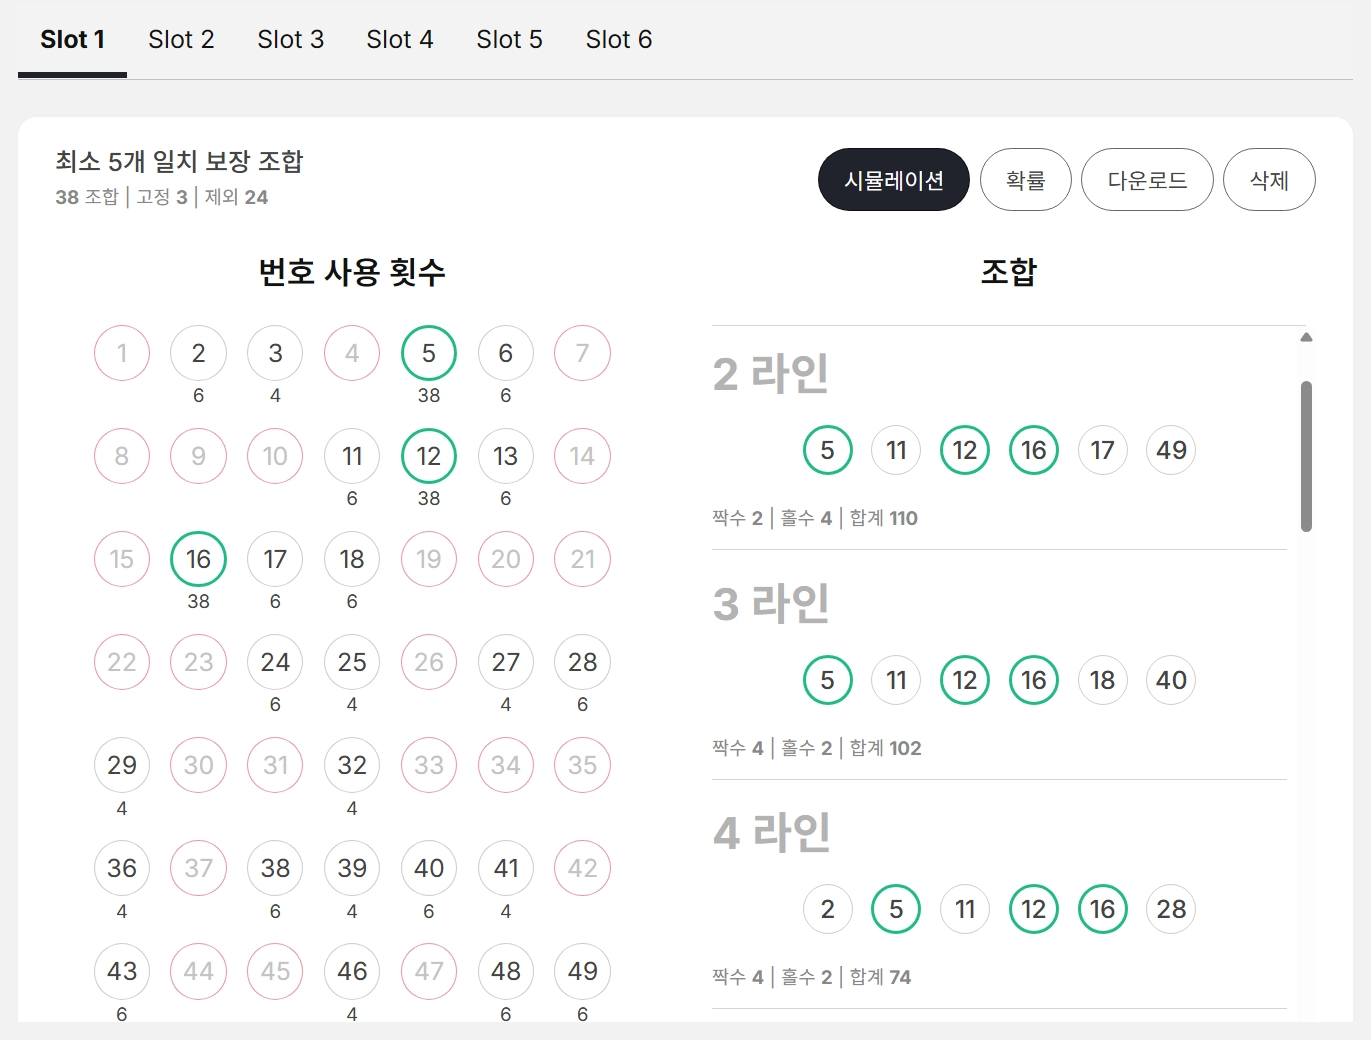 Slot 1 Slot 2 Slot 3 Slot 4 Slot 5 Slot 6
최소 5개 일치 보장 조합
38 조합 | 고정 3 | 제외 24
시뮬레이션 확률 다운로드 삭제
번호 사용 횟수
1 2 3 4 5 6 7
6 4 38 6
8 9 10 11 12 13 14
6 38 6
15 16 17 18 19 20 21
38 6 6
22 23 24 25 26 27 28
6 4 4 6
29 30 31 32 33 34 35
4 4
36 37 38 39 40 41 42
4 6 4 6 4
43 44 45 46 47 48 49
6 4 6 6
조합
2 라인
5 11 12 16 17 49
짝수 2 | 홀수 4 | 합계 110
3 라인
5 11 12 16 18 40
짝수 4 | 홀수 2 | 합계 102
4 라인
2 5 11 12 16 28
짝수 4 | 홀수 2 | 합계 74